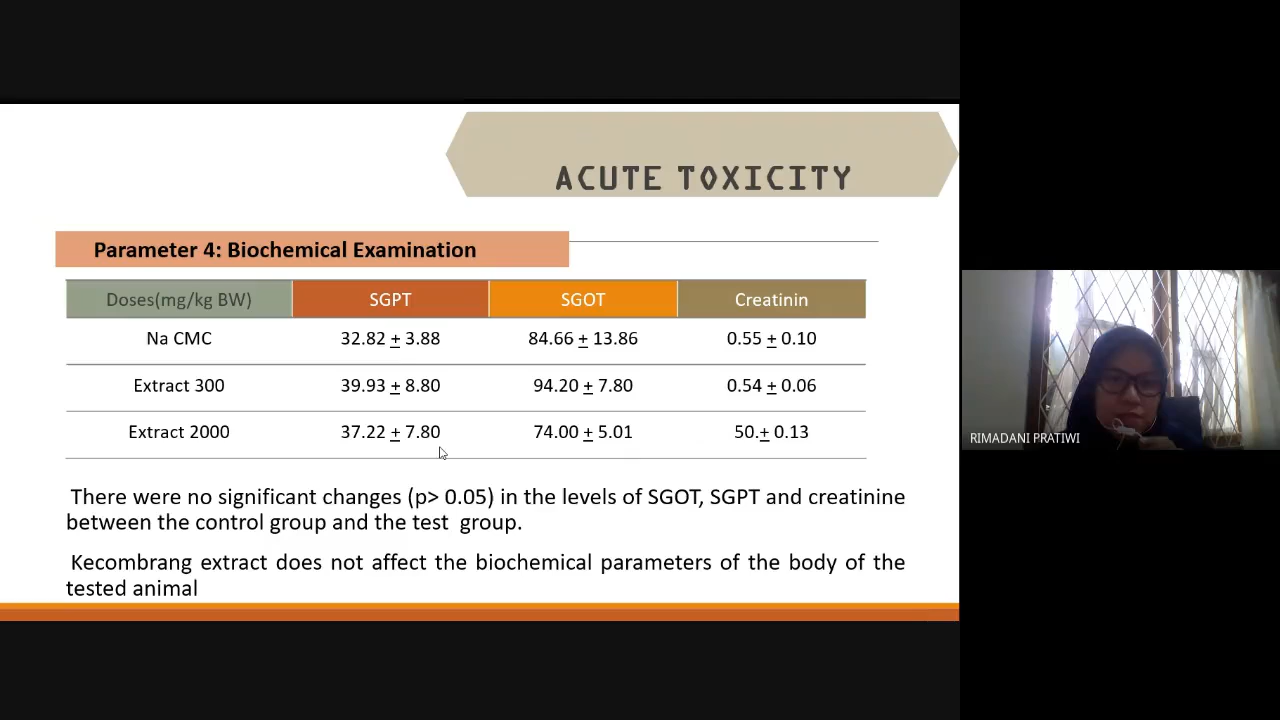 ACUTE TOXICITY
Parameter 4: Biochemical Examination
Doses(mg/kg BW) SGPT SGOT Creatinin
Na CMC 32.82 ± 3.88 84.66 ± 13.86 0.55 ± 0.10
Extract 300 39.93 ± 8.80 94.20 ± 7.80 0.54 ± 0.06
Extract 2000 37.22 ± 7.80 74.00 ± 5.01 50.± 0.13
There were no significant changes (p> 0.05) in the levels of SGOT, SGPT and creatinine
between the control group and the test group.
Kecombrang extract does not affect the biochemical parameters of the body of the
tested animal
RIMADANI PRATIWI